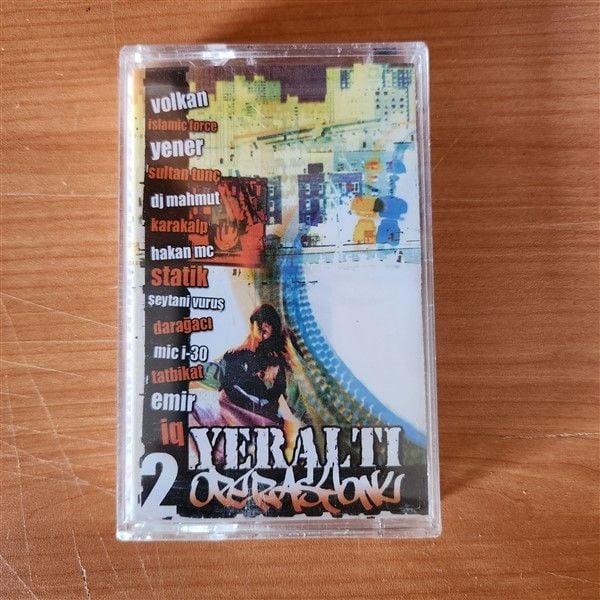 volkan
islamic force
yener
sultan tunç
dj mahmut
karakalp
hakan mc
statik
şeytani vuruş
darağacı
mic i-30
tatbikat
emir
iq
2 YERALTI
OPERASYONU